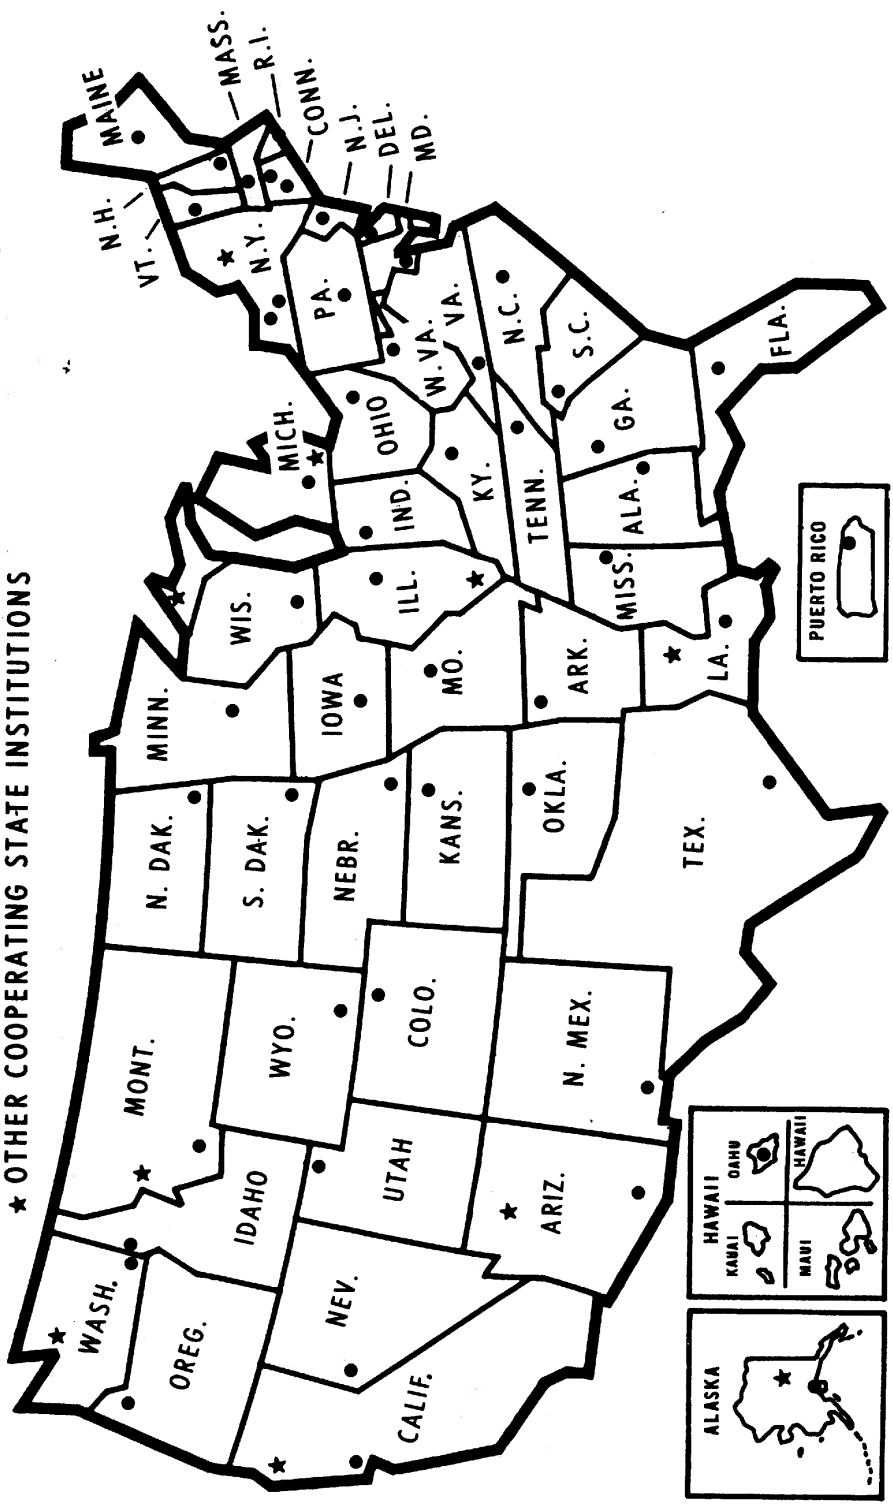 ★ OTHER COOPERATING STATE INSTITUTIONS
WASH.
OREG.
CALIF.
NEV.
IDAHO
MONT.
WYO.
UTAH
ARIZ.
COLO.
N. MEX.
N. DAK.
S. DAK.
NEBR.
KANS.
OKLA.
TEX.
MINN.
IOWA
MO.
ARK.
LA.
WIS.
ILL.
MICH.
IND.
OHIO
KY.
TENN.
MISS.
ALA.
GA.
FLA.
S.C.
N.C.
VA.
W. VA.
PA.
N.Y.
VT.
N.H.
MAINE
MASS.
R.I.
CONN.
N.J.
DEL.
MD.
ALASKA
HAWAII
KAUAI
OAHU
MAUI
HAWAII
PUERTO RICO